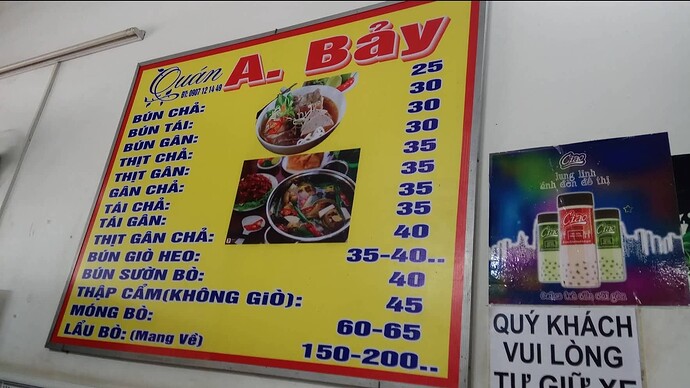 Quán A. Bảy
BÚN CHẢ: 25
BÚN TÁI: 30
BÚN GÂN: 30
THỊT CHẢ: 30
THỊT GÂN: 35
GÂN CHẢ: 35
TÁI CHẢ: 35
TÁI GÂN: 35
THỊT GÂN CHẢ: 40
BÚN GIÒ HEO: 35-40..
BÚN SƯỜN BÒ: 40
THẬP CẨM(KHÔNG GIÒ): 45
MÓNG BÒ: 60-65
LẨU BÒ: (Mang Về) 150-200..
lung linh
ánh đèn đô thị
QUÝ KHÁCH
VUI LÒNG
TỰ GIỮ XE